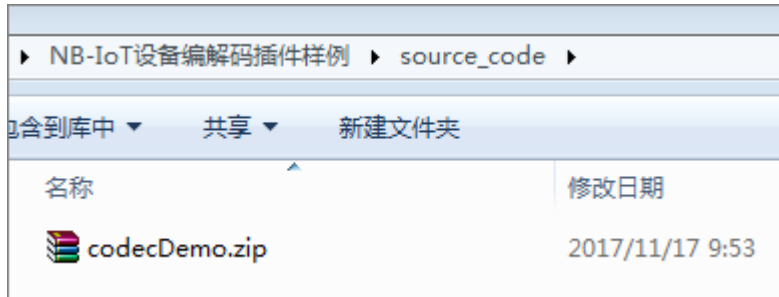 NB-IoT设备编解码插件样例 source_code
含到库中 共享 新建文件夹
名称 修改日期
codecDemo.zip 2017/11/17 9:53